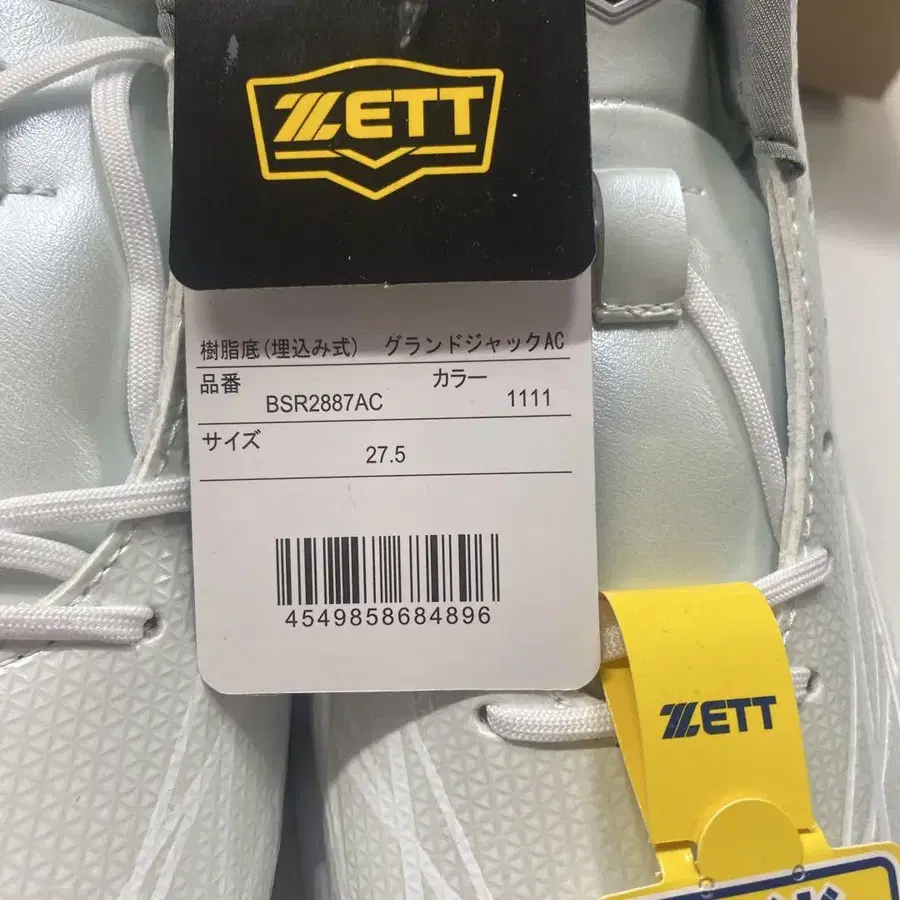 ZETT
樹脂底(埋込み式) グランドジャックAC
品番 BSR2887AC カラー 1111
サイズ 27.5
4549858684896
ZETT